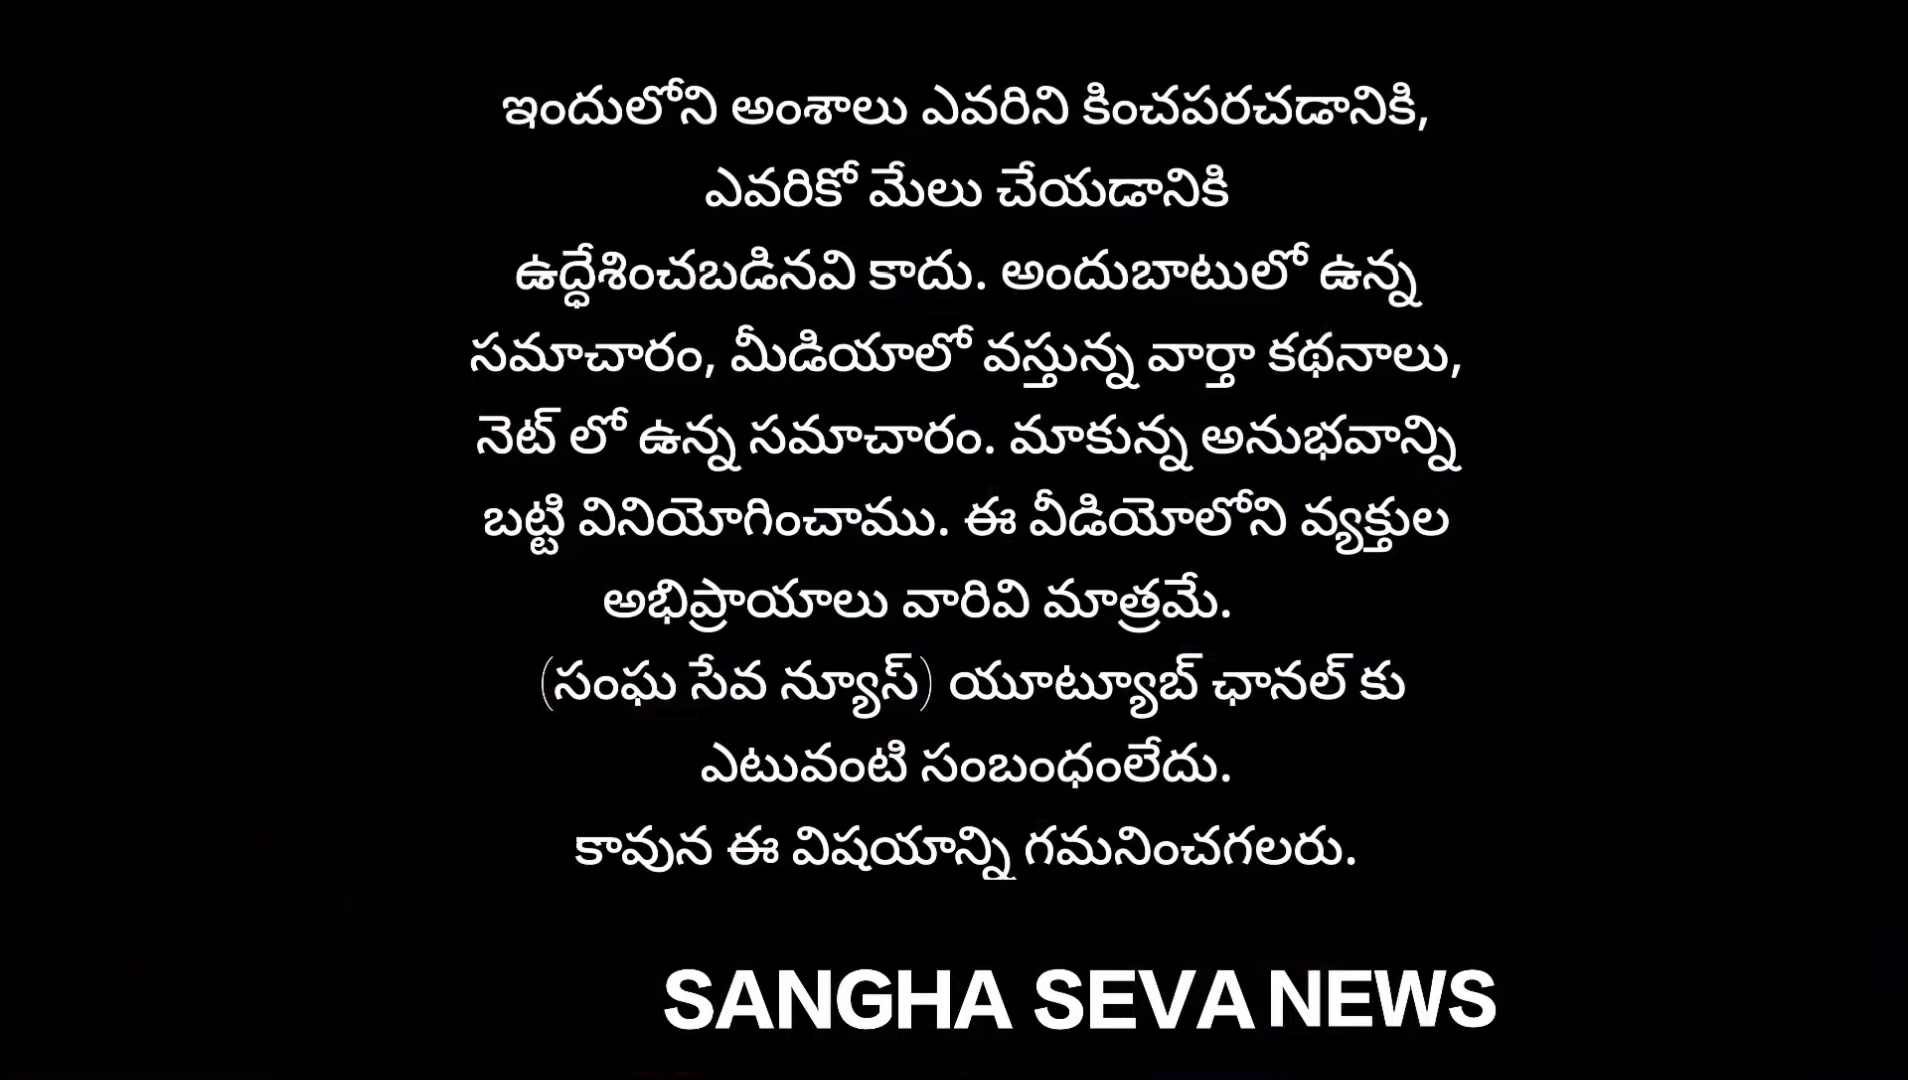 ఇందులోని అంశాలు ఎవరిని కించపరచడానికి,
ఎవరికో మేలు చేయడానికి
ఉద్ధేశించబడినవి కాదు. అందుబాటులో ఉన్న
సమాచారం, మీడియాలో వస్తున్న వార్తా కథనాలు,
నెట్ లో ఉన్న సమాచారం. మాకున్న అనుభవాన్ని
బట్టి వినియోగించాము. ఈ వీడియోలోని వ్యక్తుల
అభిప్రాయాలు వారివి మాత్రమే.
(సంఘ సేవ న్యూస్) యూట్యూబ్ ఛానల్ కు
ఎటువంటి సంబంధంలేదు.
కావున ఈ విషయాన్ని గమనించగలరు.
SANGHA SEVA NEWS